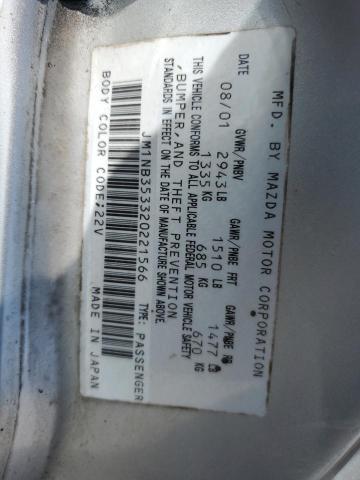 MFD. BY MAZDA MOTOR CORPORATION
DATE GVWR/PNBV GAWR/PNBE FRT GAWR/PNBE RR
08/01 2943LB 1510 LB 1477 LB
1335KG 685 KG 670 KG
THIS VEHICLE CONFORMS TO ALL APPLICABLE FEDERAL MOTOR VEHICLE SAFETY
,BUMPER,AND THEFT PREVENTION
STANDARDS IN EFFECT ON THE DATE OF MANUFACTURE SHOWN ABOVE
JM1NB353320221566 TYPE: PASSENGER
BODY COLOR CODE;22V MADE IN JAPAN